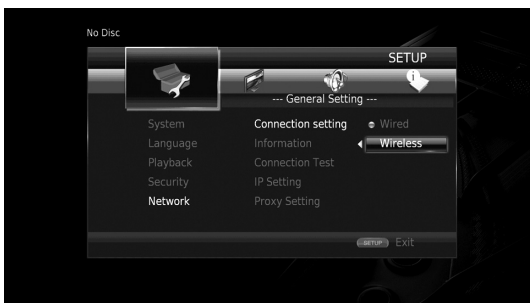 No Disc
SETUP
--- General Setting ---
System Connection setting Wired
Language Information Wireless
Playback Connection Test
Security IP Setting
Network Proxy Setting
SETUP Exit